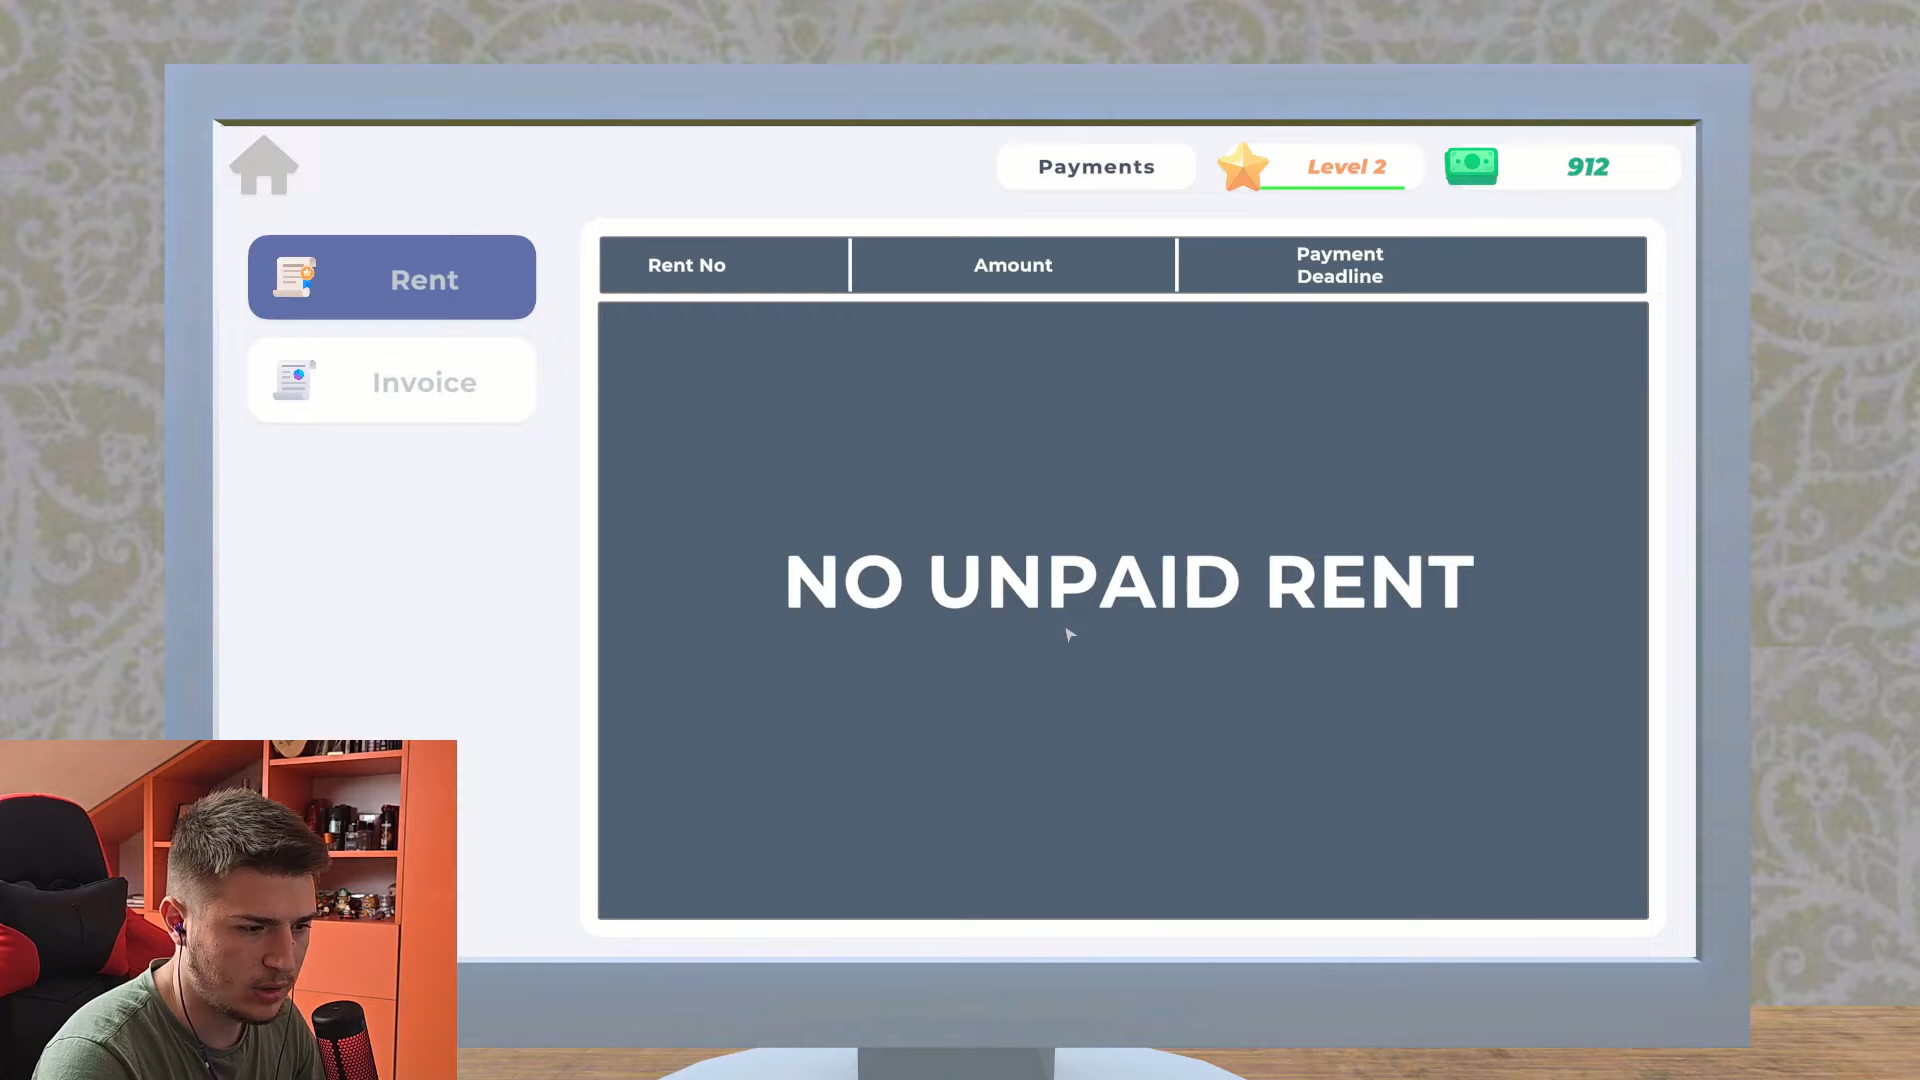 Payments
Level 2
912
Rent
Invoice
Rent No
Amount
Payment
Deadline
NO UNPAID RENT